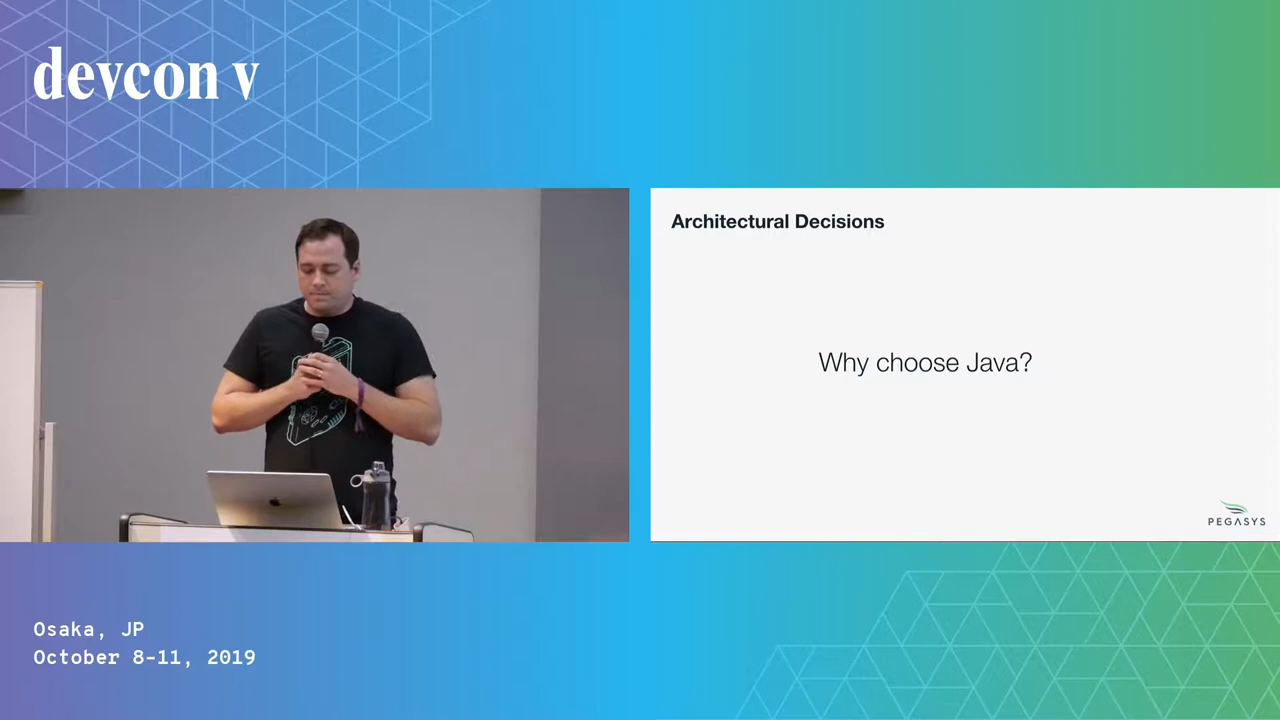 devcon v
Architectural Decisions
Why choose Java?
PEGASYS
Osaka, JP
October 8-11, 2019